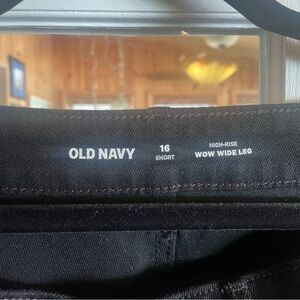 OLD NAVY
16
SHORT
HIGH-RISE
WOW WIDE LEG